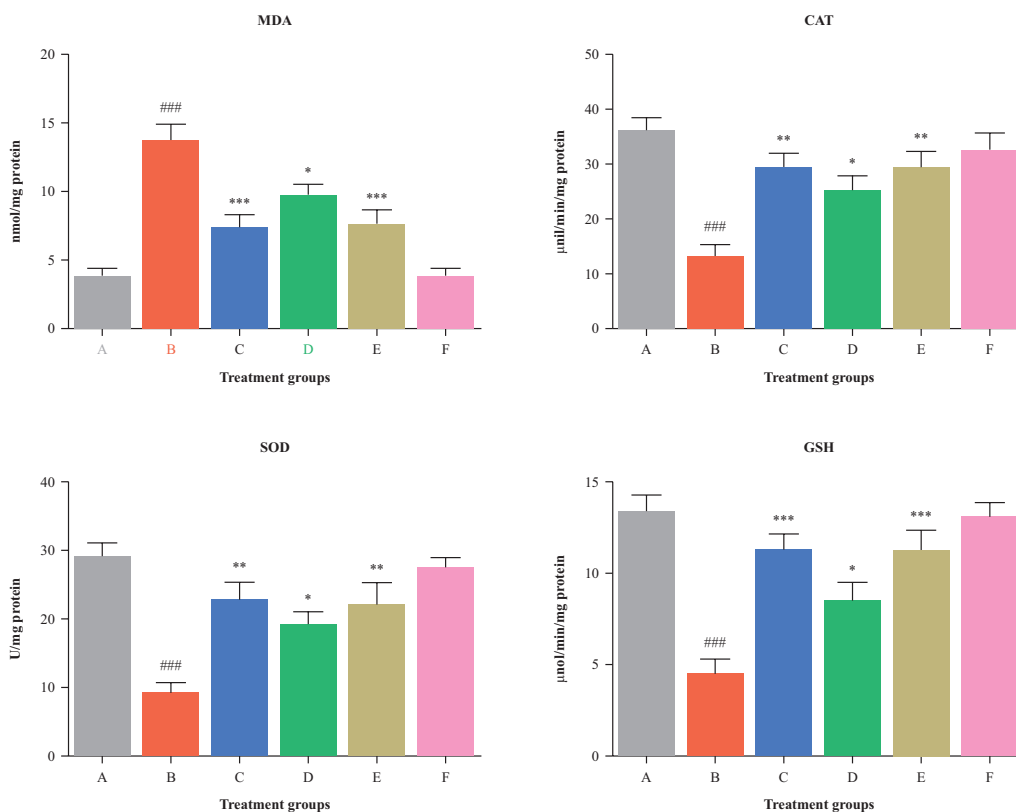 MDA
nmol/mg protein
20
15
10
5
0
###
***
*
***
A B C D E F
Treatment groups
CAT
µnil/min/mg protein
50
40
30
20
10
0
###
**
*
**
A B C D E F
Treatment groups
SOD
U/mg protein
40
30
20
10
0
###
**
*
**
A B C D E F
Treatment groups
GSH
µnol/min/mg protein
15
10
5
0
###
***
*
***
A B C D E F
Treatment groups